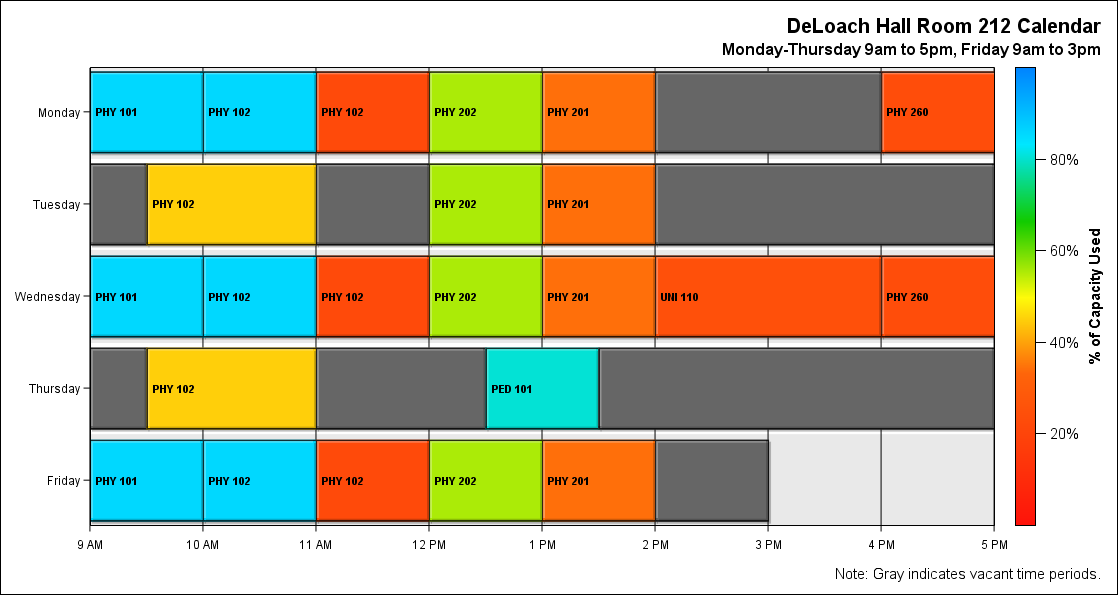 DeLoach Hall Room 212 Calendar
Monday-Thursday 9am to 5pm, Friday 9am to 3pm
Monday PHY 101 PHY 102 PHY 102 PHY 202 PHY 201 PHY 260
80%
Tuesday PHY 102 PHY 202 PHY 201
60%
Wednesday PHY 101 PHY 102 PHY 102 PHY 202 PHY 201 UNI 110 PHY 260
% of Capacity Used
40%
Thursday PHY 102 PED 101
20%
Friday PHY 101 PHY 102 PHY 102 PHY 202 PHY 201
9 AM 10 AM 11 AM 12 PM 1 PM 2 PM 3 PM 4 PM 5 PM
Note: Gray indicates vacant time periods.